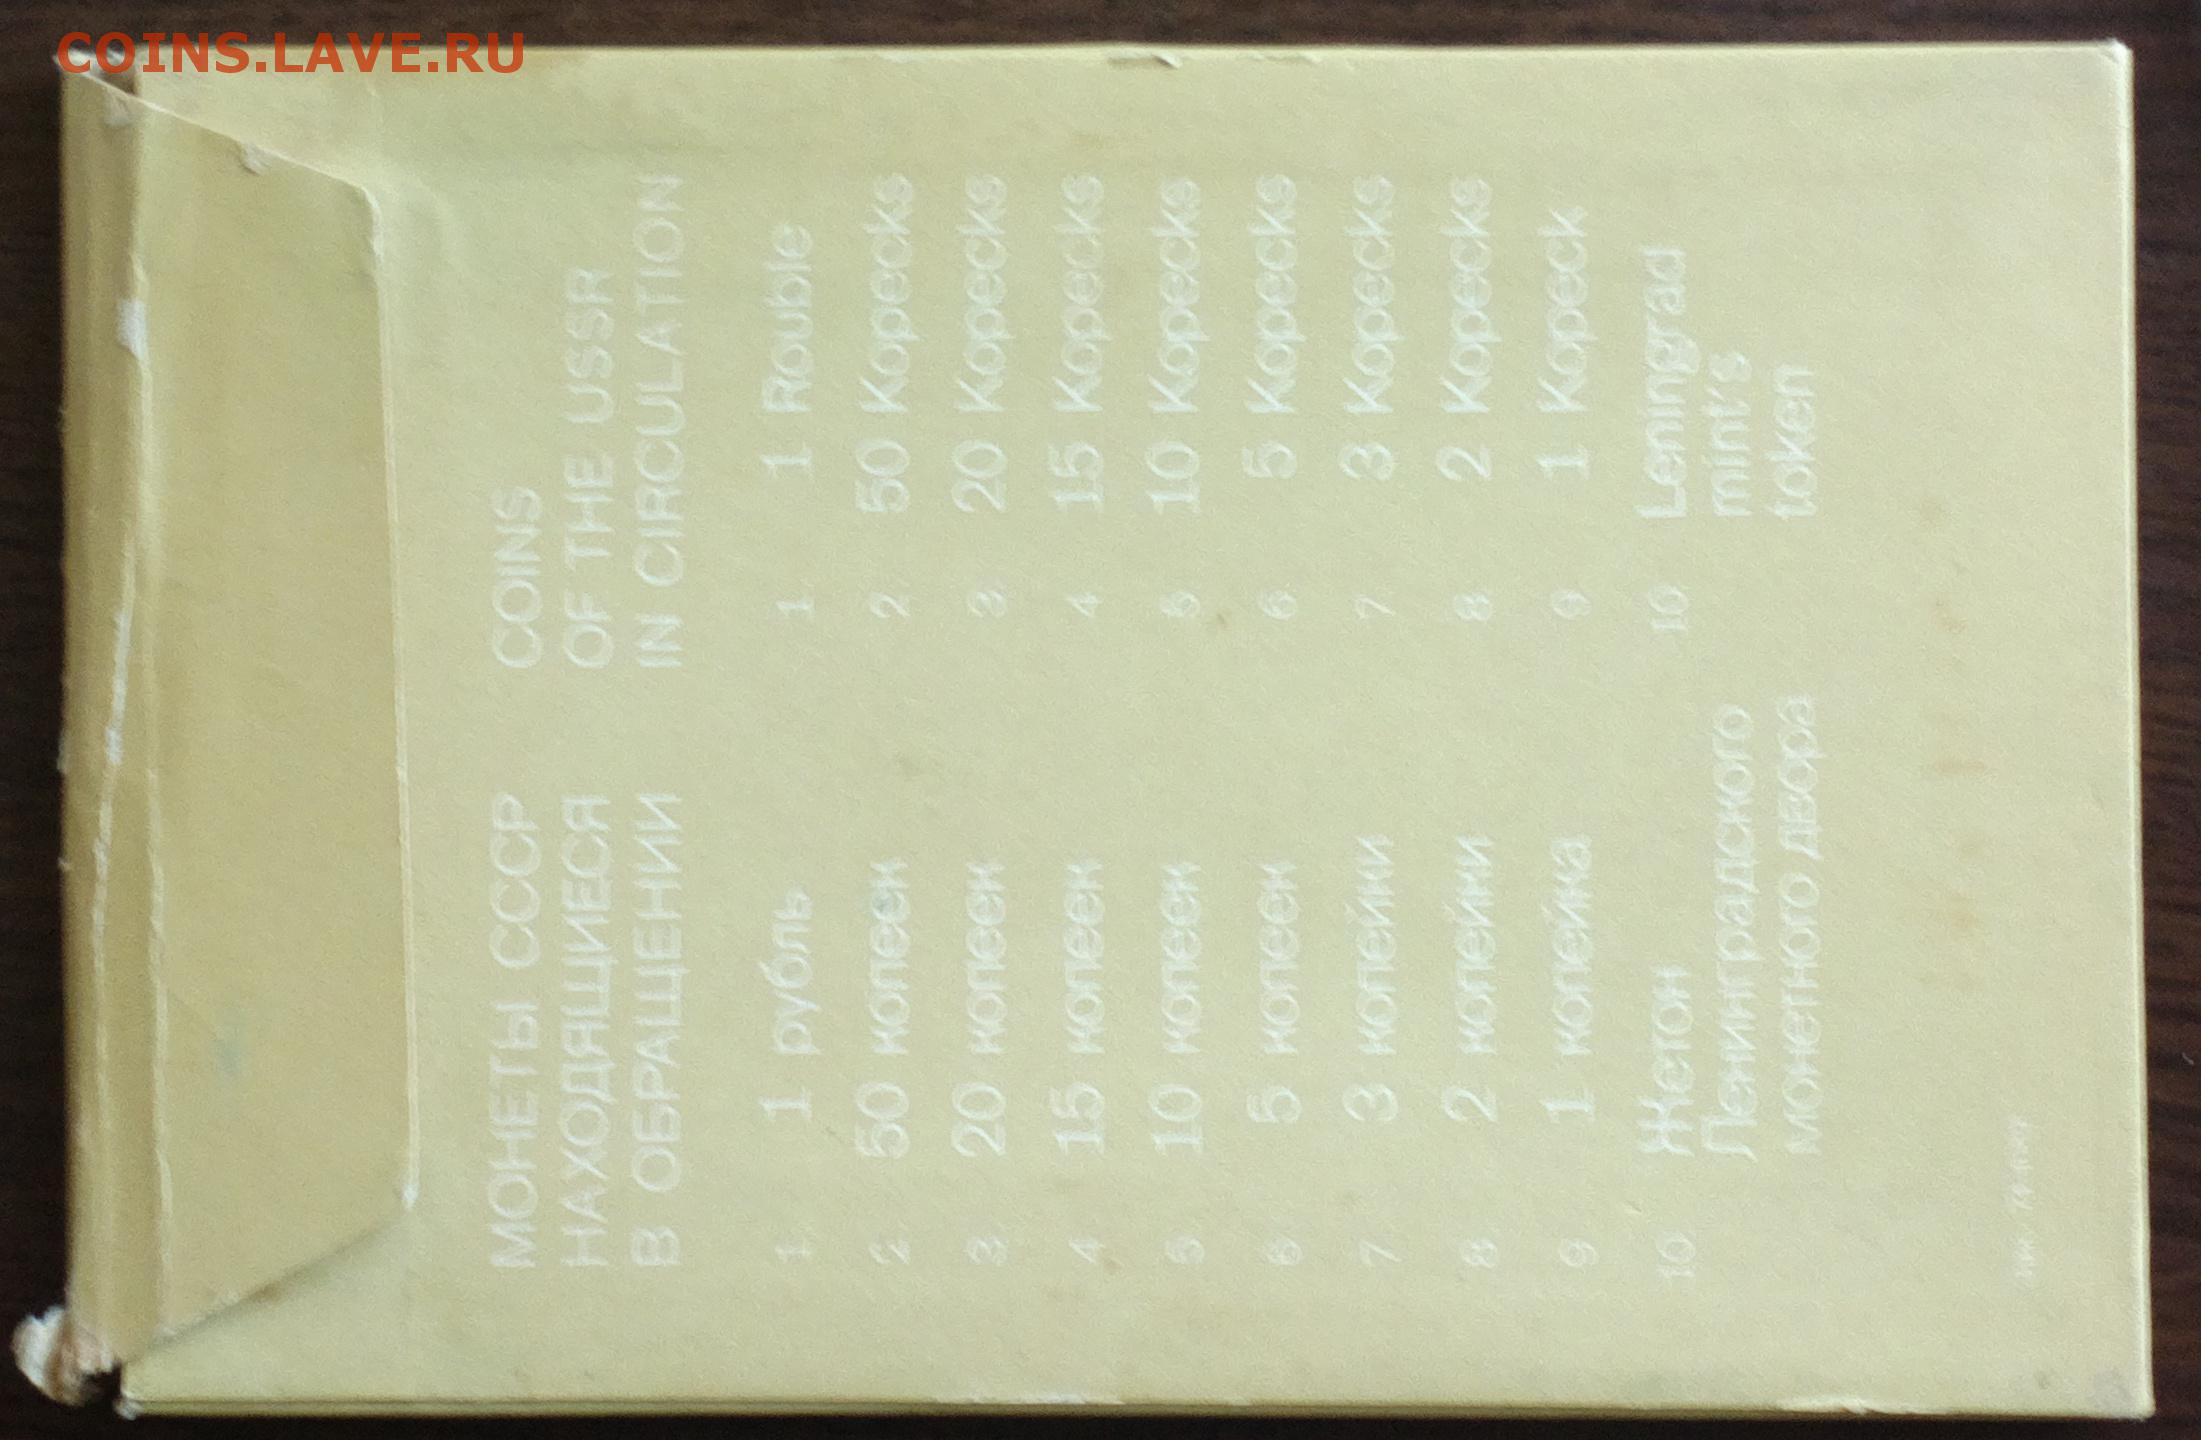 COINS.LAVE.RU
МОНЕТЫ СССР
НАХОДЯЩИЕСЯ
В ОБРАЩЕНИИ
1. 1 рубль
2. 50 копеек
3. 20 копеек
4. 15 копеек
5. 10 копеек
6. 5 копеек
7. 3 копейки
8. 2 копейки
9. 1 копейка
10. Жетон
Ленинградского
монетного двора
COINS
OF THE USSR
IN CIRCULATION
1. 1 Rouble
2. 50 Kopecks
3. 20 Kopecks
4. 15 Kopecks
5. 10 Kopecks
6. 5 Kopecks
7. 3 Kopecks
8. 2 Kopecks
9. 1 Kopeck
10. Leningrad
mint's
token